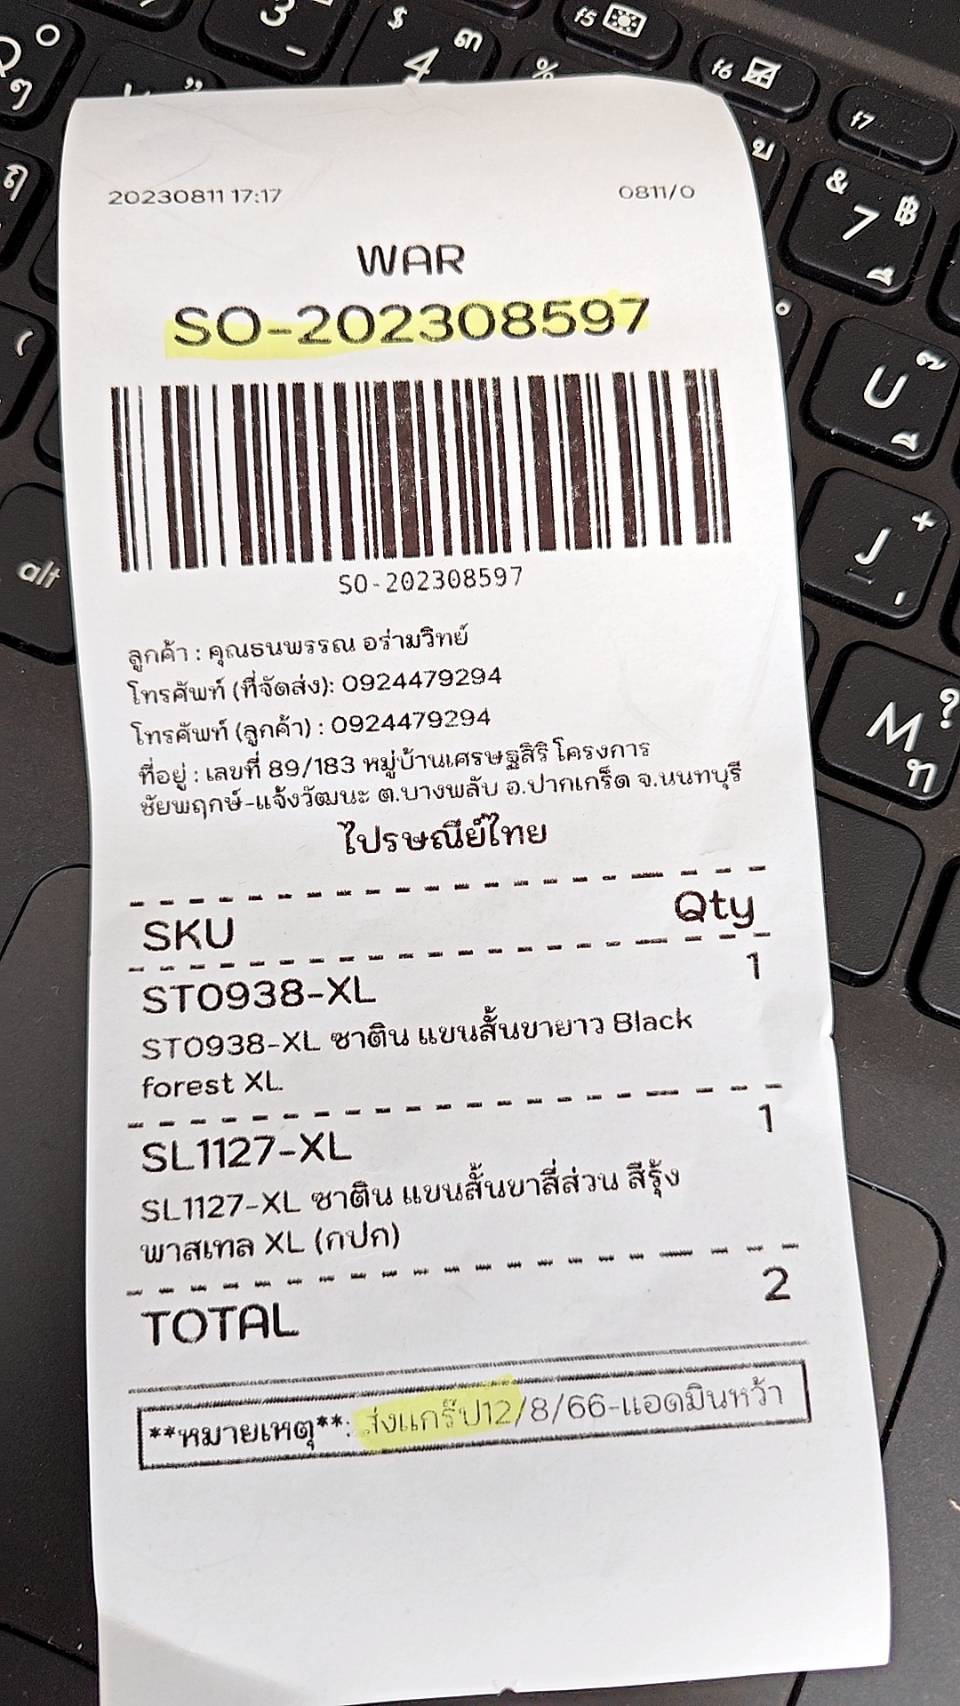 20230811 17:17 0811/0
WAR
SO-202308597
SO-202308597
ลูกค้า : คุณธนพรรณ อร่ามวิทย์
โทรศัพท์ (ที่จัดส่ง): 0924479294
โทรศัพท์ (ลูกค้า) : 0924479294
ที่อยู่ : เลขที่ 89/183 หมู่บ้านเศรษฐสิริ โครงการ
ชัยพฤกษ์-แจ้งวัฒนะ ต.บางพลับ อ.ปากเกร็ด จ.นนทบุรี
ไปรษณีย์ไทย
SKU Qty
ST0938-XL 1
ST0938-XL ซาติน แขนสั้นขายาว Black
forest XL
SL1127-XL 1
SL1127-XL ซาติน แขนสั้นขาสี่ส่วน สีรุ้ง
พาสเทล XL (กปก)
TOTAL 2
**หมายเหตุ**: ส่งแกร๊ป12/8/66-แอดมินหว้า
3
$
4
ต
%
f5
f6
f7
ข
&
7
฿
U
alt
J
+
M
?
ท